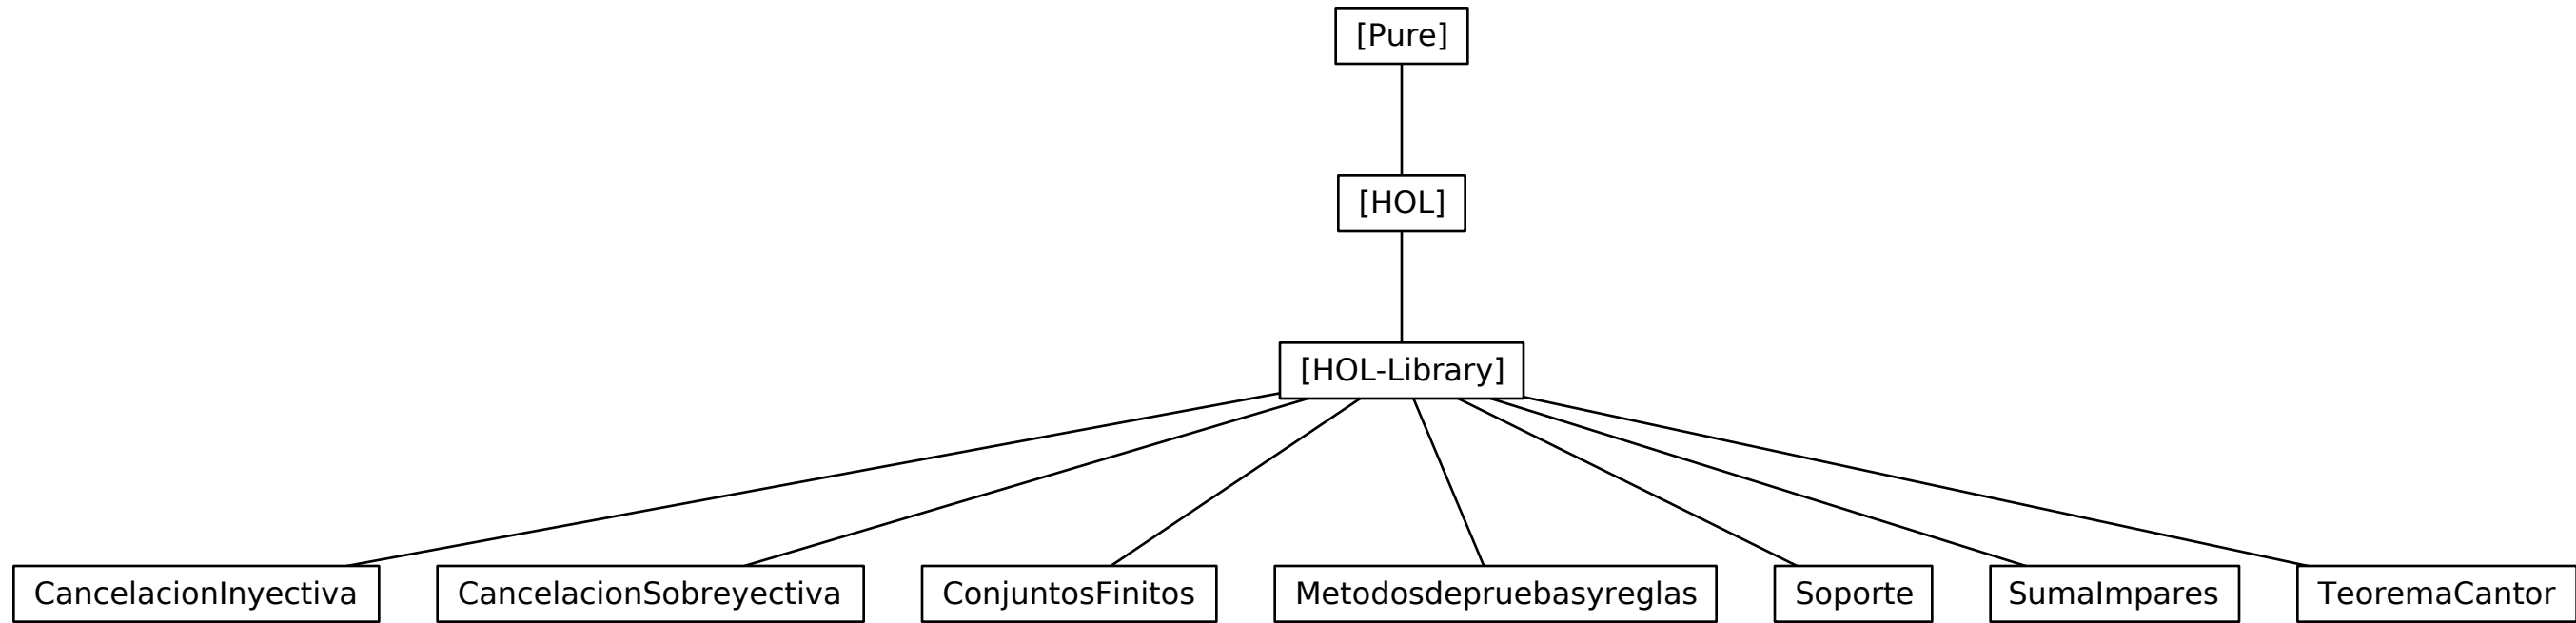 [Pure]
[HOL]
[HOL-Library]
CancelacionInyectiva
CancelacionSobreyectiva
ConjuntosFinitos
Metodosdepruebasyreglas
Soporte
SumaImpares
TeoremaCantor